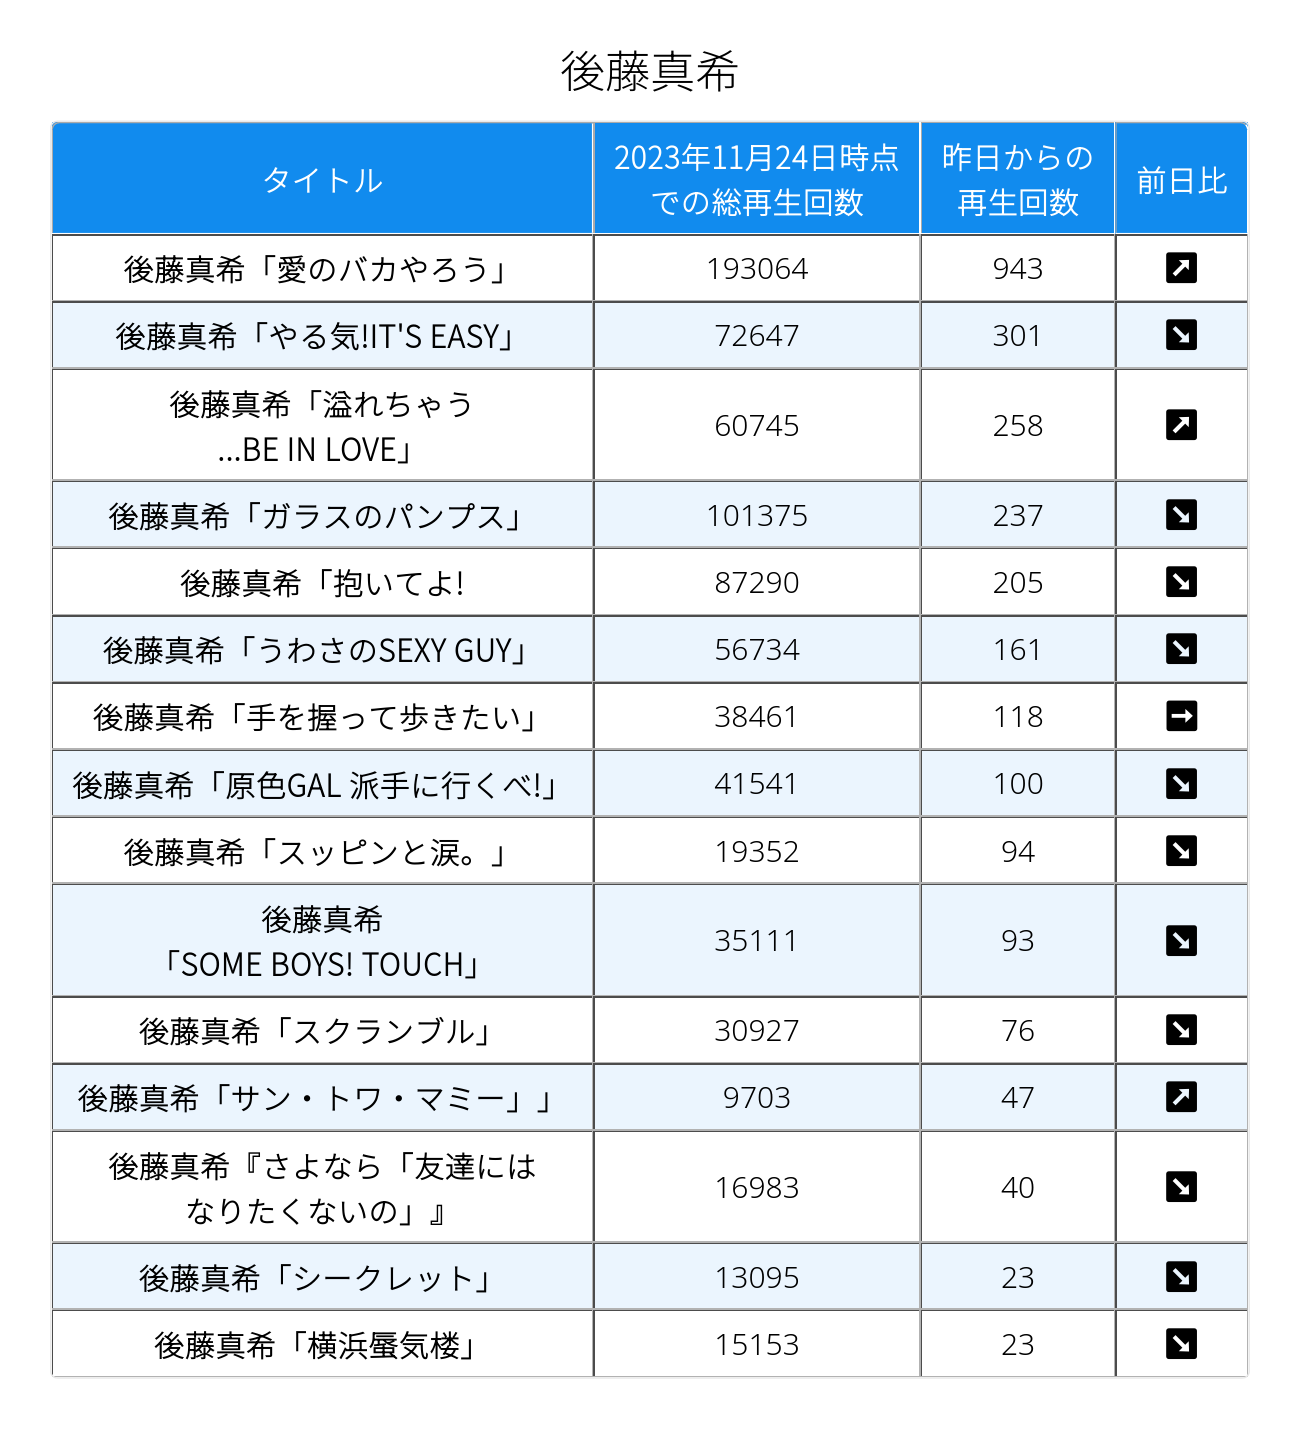 後藤真希
タイトル
2023年11月24日時点
での総再生回数
昨日からの
再生回数
前日比
後藤真希「愛のバカやろう」 193064 943 ↗
後藤真希「やる気!IT'S EASY」 72647 301 ↘
後藤真希「溢れちゃう
...BE IN LOVE」 60745 258 ↗
後藤真希「ガラスのパンプス」 101375 237 ↘
後藤真希「抱いてよ! 87290 205 ↘
後藤真希「うわさのSEXY GUY」 56734 161 ↘
後藤真希「手を握って歩きたい」 38461 118 →
後藤真希「原色GAL 派手に行くべ!」 41541 100 ↘
後藤真希「スッピンと涙。」 19352 94 ↘
後藤真希
「SOME BOYS! TOUCH」 35111 93 ↘
後藤真希「スクランブル」 30927 76 ↘
後藤真希「サン・トワ・マミー」」 9703 47 ↗
後藤真希『さよなら「友達には
なりたくないの」』 16983 40 ↘
後藤真希「シークレット」 13095 23 ↘
後藤真希「横浜蜃気楼」 15153 23 ↘